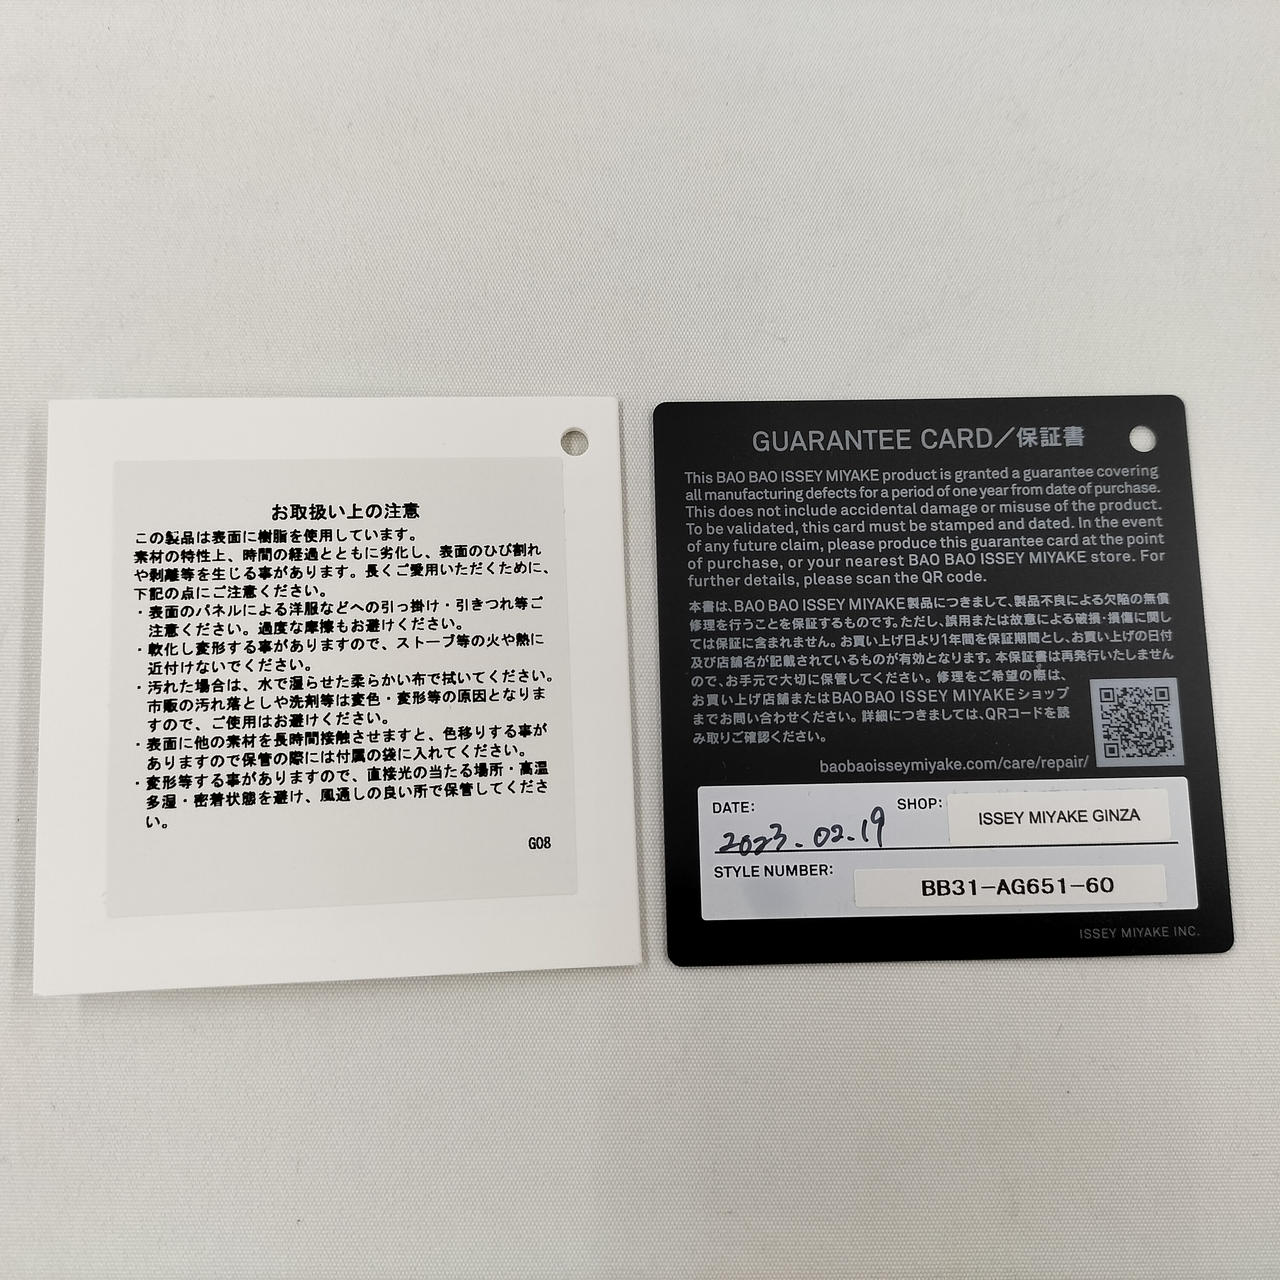 お取扱い上の注意
この製品は表面に樹脂を使用しています。
素材の特性上、時間の経過とともに劣化し、表面のひび割れ
や剥離等を生じる事があります。長くご愛用いただくために、
下記の点にご注意ください。
・表面のパネルによる洋服などへの引っ掛け・引きつれ等ご
注意ください。過度な摩擦もお避けください。
・軟化し変形する事がありますので、ストーブ等の火や熱に
近付けないでください。
・汚れた場合は、水で湿らせた柔らかい布で拭いてください。
市販の汚れ落としや洗剤等は変色・変形等の原因となりま
すので、ご使用はお避けください。
・表面に他の素材を長時間接触させますと、色移りする事が
ありますので保管の際には付属の袋に入れてください。
・変形等する事がありますので、直接光の当たる場所・高温
多湿・密着状態を避け、風通しの良い所で保管してくださ
い。
G08
GUARANTEE CARD／保証書
This BAO BAO ISSEY MIYAKE product is granted a guarantee covering
all manufacturing defects for a period of one year from date of purchase.
This does not include accidental damage or misuse of the product.
To be validated, this card must be stamped and dated. In the event
of any future claim, please produce this guarantee card at the point
of purchase, or your nearest BAO BAO ISSEY MIYAKE store. For
further details, please scan the QR code.
本書は、BAO BAO ISSEY MIYAKE製品につきまして、製品不良による欠陥の無償
修理を行うことを保証するものです。ただし、誤用または故意による破損・損傷に関し
ては保証に含まれません。お買い上げ日より1年間を保証期間とし、お買い上げの日付
及び店舗名が記載されているものが有効となります。本保証書は再発行いたしません
ので、お手元で大切に保管してください。修理をご希望の際は、
お買い上げ店舗またはBAO BAO ISSEY MIYAKEショップ
までお問い合わせください。詳細につきましては、QRコードを読
み取りご確認ください。
baobaoisseymiyake.com/care/repair/
DATE: 2023.02.19
SHOP: ISSEY MIYAKE GINZA
STYLE NUMBER: BB31-AG651-60
ISSEY MIYAKE INC.